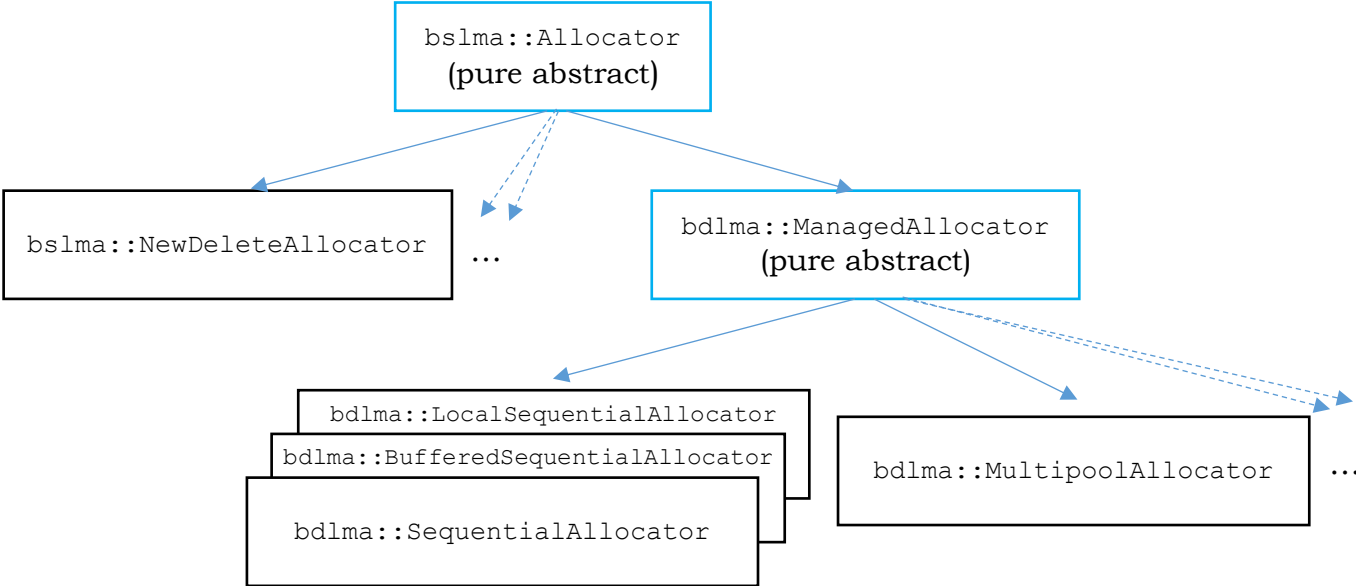 bslma::Allocator
(pure abstract)
bslma::NewDeleteAllocator
...
bdlma::ManagedAllocator
(pure abstract)
bdlma::LocalSequentialAllocator
bdlma::BufferedSequentialAllocator
bdlma::SequentialAllocator
bdlma::MultipoolAllocator
...